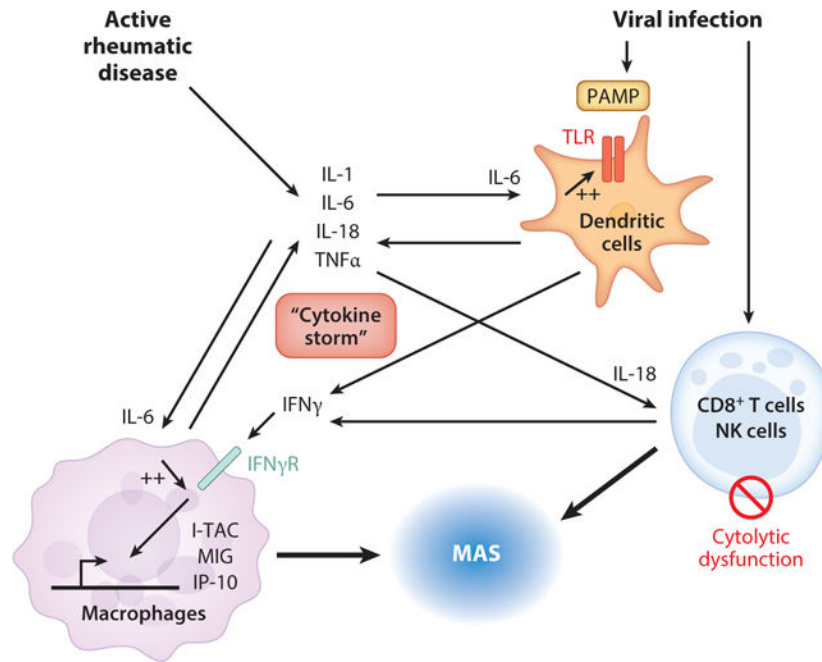 Active
rheumatic
disease
Viral infection
PAMP
TLR
IL-1
IL-6
IL-18
TNFα
IL-6
++
Dendritic
cells
“Cytokine
storm”
IL-18
CD8⁺ T cells
NK cells
IL-6
IFNγ
IFNγR
++
I-TAC
MIG
IP-10
Macrophages
MAS
Cytolytic
dysfunction